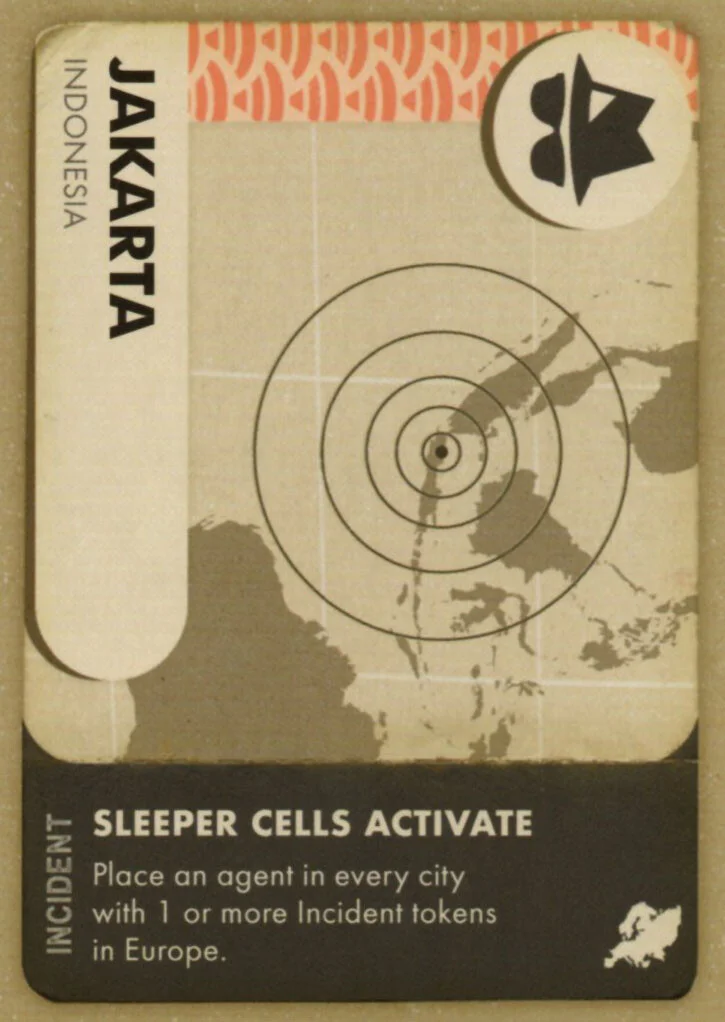 JAKARTA
INDONESIA
INCIDENT
SLEEPER CELLS ACTIVATE
Place an agent in every city
with 1 or more Incident tokens
in Europe.